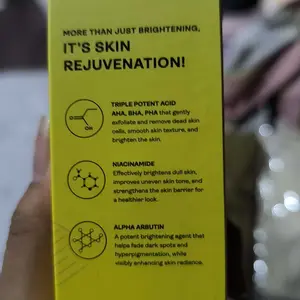 MORE THAN JUST BRIGHTENING,
IT'S SKIN
REJUVENATION!
OH
TRIPLE POTENT ACID
AHA, BHA, PHA that gently
exfoliate and remove dead skin
cells, smooth skin texture, and
brighten the skin.
NIACINAMIDE
Effectively brightens dull skin,
improves uneven skin tone, and
strengthens the skin barrier for
a healthier look.
ALPHA ARBUTIN
A potent brightening agent that
helps fade dark spots and
hyperpigmentation, while
visibly enhancing skin radiance.